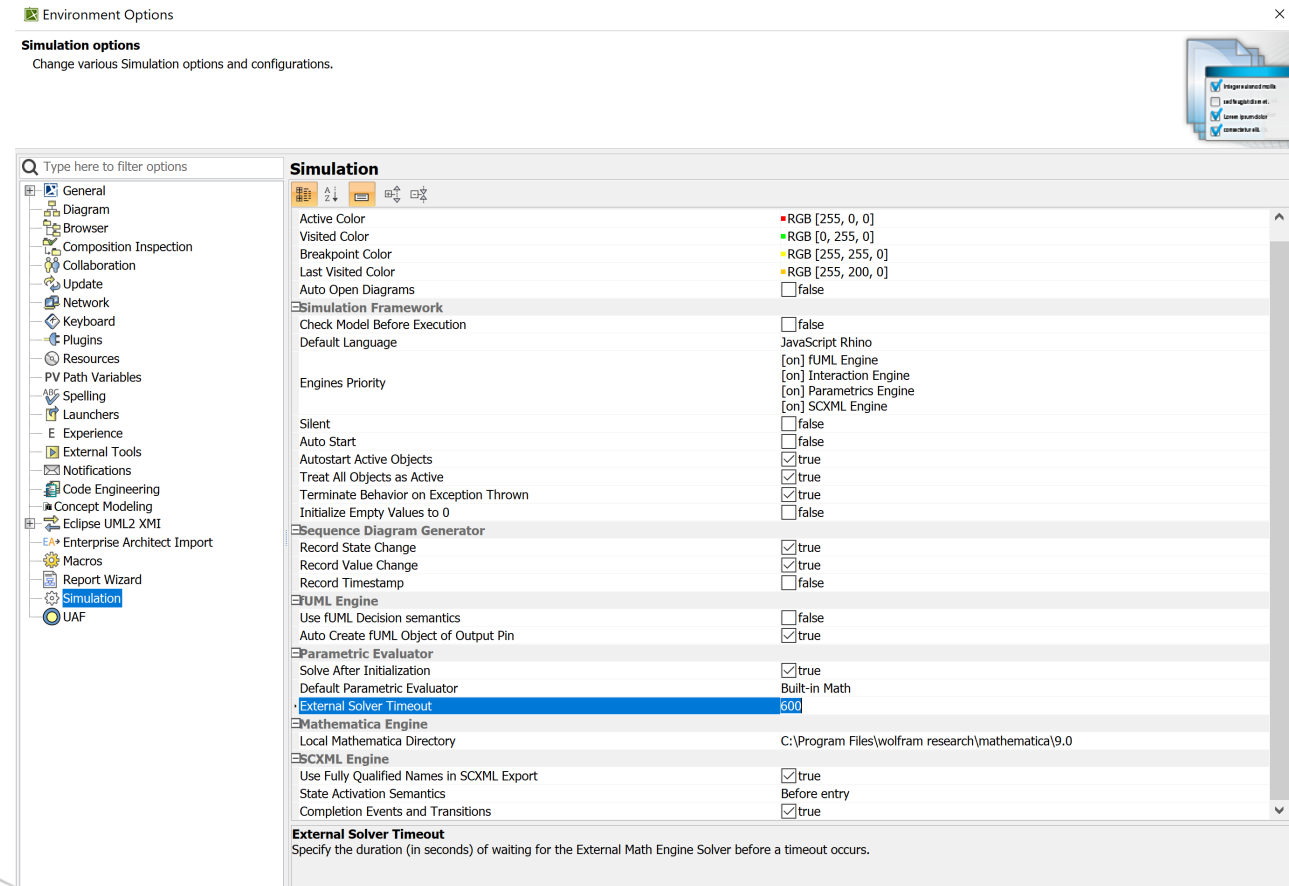 Environment Options
Simulation options
Change various Simulation options and configurations.
Type here to filter options
General
Diagram
Browser
Composition Inspection
Collaboration
Update
Network
Keyboard
Plugins
Resources
PV Path Variables
ABC Spelling
Launchers
E Experience
External Tools
Notifications
Code Engineering
Concept Modeling
Eclipse UML2 XMI
EA Enterprise Architect Import
Macros
Report Wizard
Simulation
UAF
Simulation
Active Color RGB [255, 0, 0]
Visited Color RGB [0, 255, 0]
Breakpoint Color RGB [255, 255, 0]
Last Visited Color RGB [255, 200, 0]
Auto Open Diagrams false
Simulation Framework
Check Model Before Execution false
Default Language JavaScript Rhino
Engines Priority
[on] fUML Engine
[on] Interaction Engine
[on] Parametrics Engine
[on] SCXML Engine
Silent false
Auto Start false
Autostart Active Objects true
Treat All Objects as Active true
Terminate Behavior on Exception Thrown true
Initialize Empty Values to 0 false
Sequence Diagram Generator
Record State Change true
Record Value Change true
Record Timestamp false
fUML Engine
Use fUML Decision semantics false
Auto Create fUML Object of Output Pin true
Parametric Evaluator
Solve After Initialization true
Default Parametric Evaluator Built-in Math
External Solver Timeout 600
Mathematica Engine
Local Mathematica Directory C:\Program Files\wolfram research\mathematica\9.0
SCXML Engine
Use Fully Qualified Names in SCXML Export true
State Activation Semantics Before entry
Completion Events and Transitions true
External Solver Timeout
Specify the duration (in seconds) of waiting for the External Math Engine Solver before a timeout occurs.